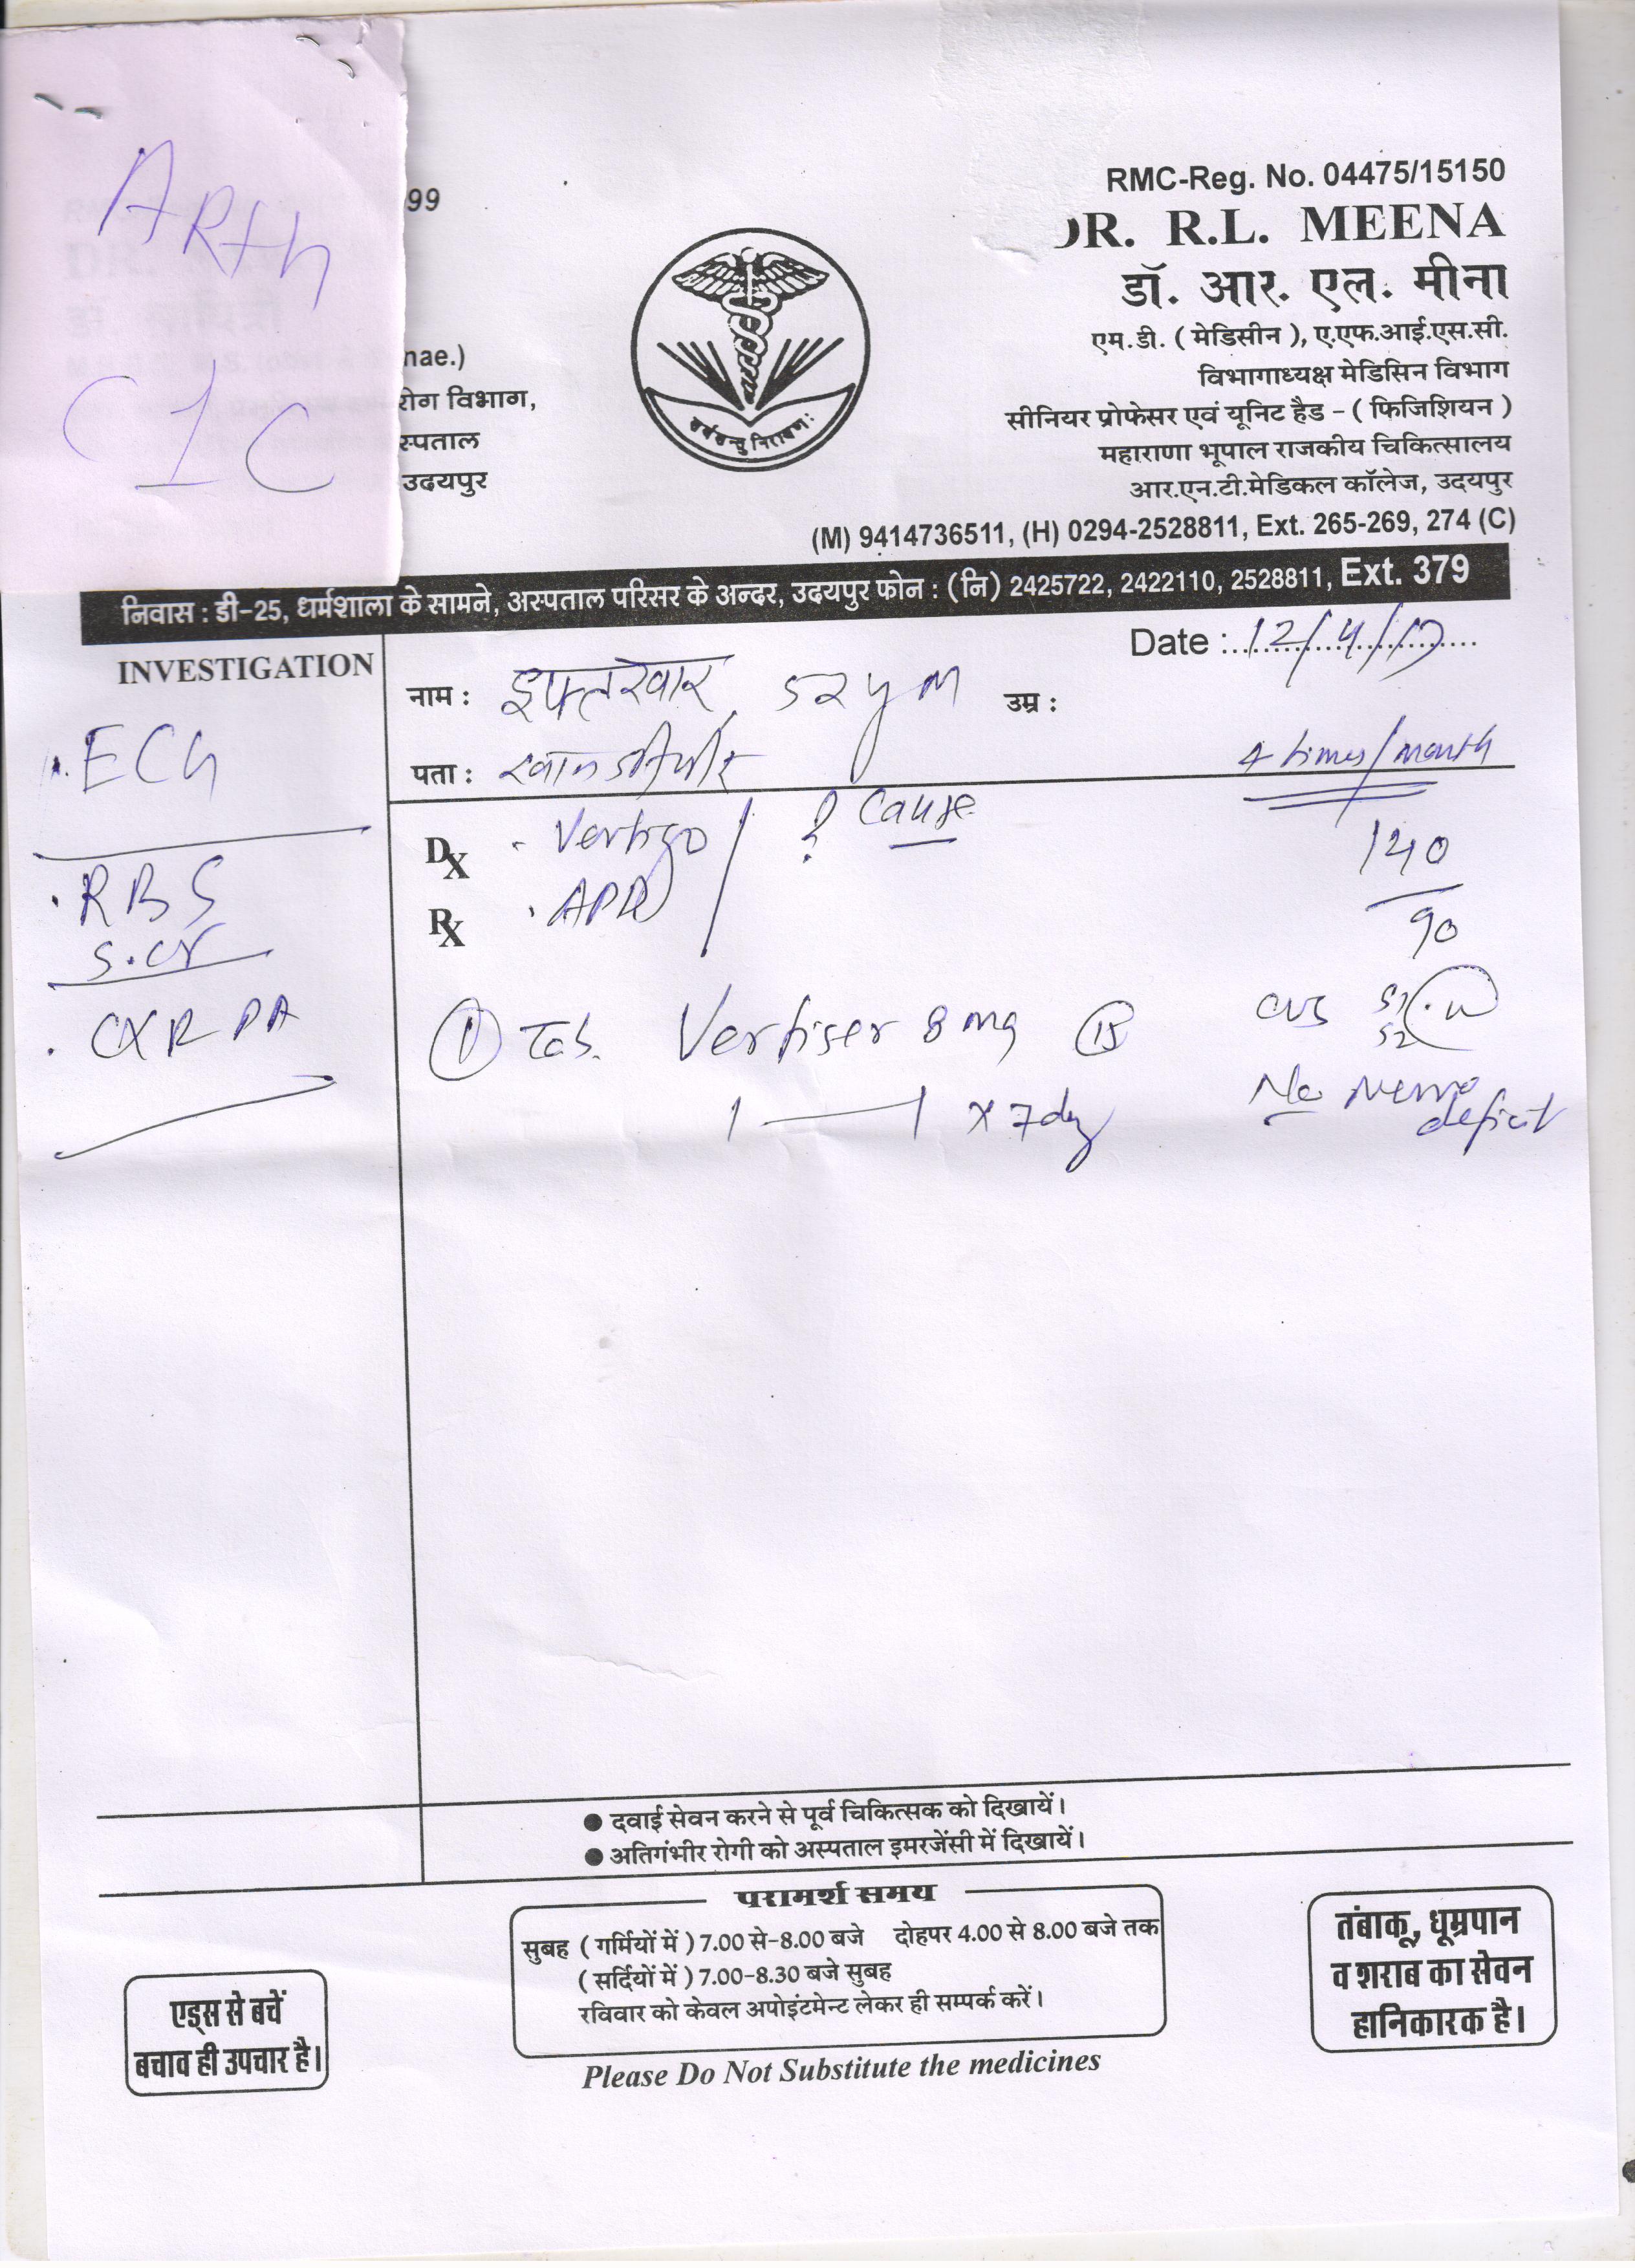 ARth
C1C
99
nae.)
रोग विभाग,
स्पताल
उदयपुर
सर्वे सन्तु निरामया:
RMC-Reg. No. 04475/15150
DR. R.L. MEENA
डॉ. आर. एल. मीना
एम.डी. ( मेडिसीन ), ए.एफ.आई.एस.सी.
विभागाध्यक्ष मेडिसिन विभाग
सीनियर प्रोफेसर एवं यूनिट हैड - ( फिजिशियन )
महाराणा भूपाल राजकीय चिकित्सालय
आर.एन.टी.मेडिकल कॉलेज, उदयपुर
(M) 9414736511, (H) 0294-2528811, Ext. 265-269, 274 (C)
निवास : डी-25, धर्मशाला के सामने, अस्पताल परिसर के अन्दर, उदयपुर फोन : (नि) 2425722, 2422110, 2528811, Ext. 379
Date : 12/4/17
INVESTIGATION
नाम : इफ्तखार 52 y M उम्र :
पता : खान्जीपीर
4 times/month
ECG
RBS
S.Cr
CXR PA
Dx . Vertigo / ? Cause
Rx . APD
140
90
① Tab. Vertiser 8 mg (15)
1 — 1 x 7 day
CVS S1 S2 N
No Neuro deficit
● दवाई सेवन करने से पूर्व चिकित्सक को दिखायें।
● अतिगंभीर रोगी को अस्पताल इमरजेंसी में दिखायें।
परामर्श समय
सुबह ( गर्मियों में ) 7.00 से-8.00 बजे दोहपर 4.00 से 8.00 बजे तक
( सर्दियों में ) 7.00-8.30 बजे सुबह
रविवार को केवल अपोइंटमेन्ट लेकर ही सम्पर्क करें।
एड्स से बचें
बचाव ही उपचार है।
तंबाकू, धूम्रपान
व शराब का सेवन
हानिकारक है।
Please Do Not Substitute the medicines